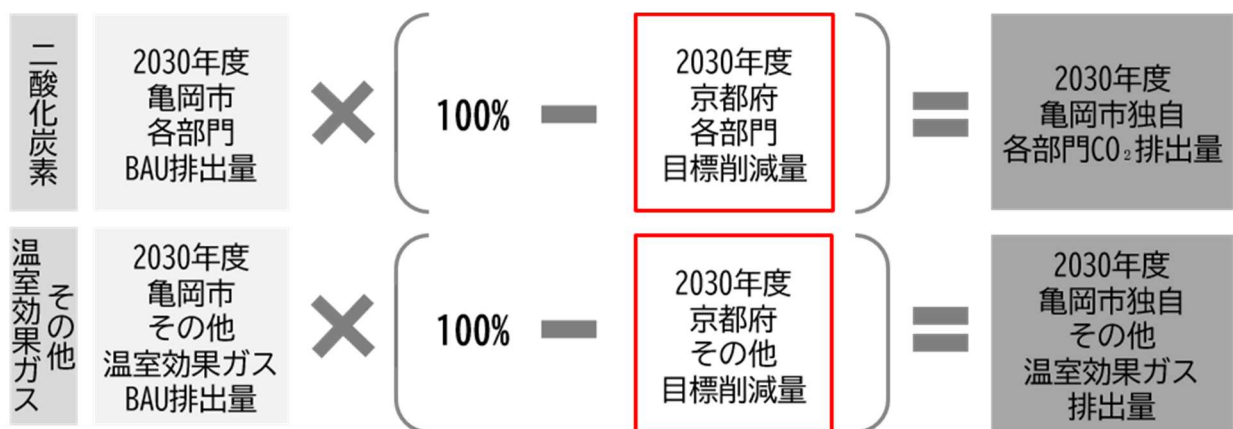 二酸化炭素
2030年度
亀岡市
各部門
BAU排出量
×
(
100%
−
2030年度
京都府
各部門
目標削減量
)
=
2030年度
亀岡市独自
各部門CO₂排出量
その他
温室効果ガス
2030年度
亀岡市
その他
温室効果ガス
BAU排出量
×
(
100%
−
2030年度
京都府
その他
目標削減量
)
=
2030年度
亀岡市独自
その他
温室効果ガス
排出量